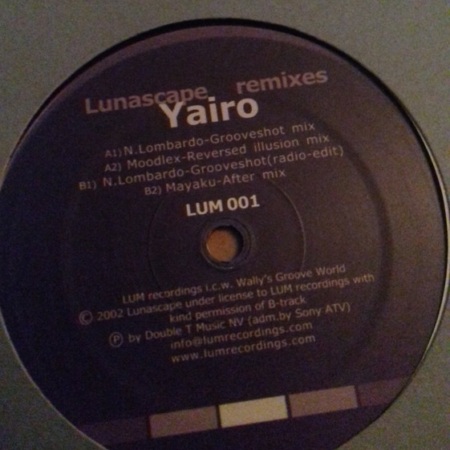 Lunascape remixes
Yairo
A1) N.Lombardo-Grooveshot mix
A2) Moodlex-Reversed illusion mix
B1) N.Lombardo-Grooveshot(radio-edit)
B2) Mayaku-After mix
LUM 001
LUM recordings i.c.w. Wally's Groove World
© 2002 Lunascape under license to LUM recordings with
kind permission of B-track
℗ by Double T Music NV (adm.by Sony ATV)
info@lumrecordings.com
www.lumrecordings.com